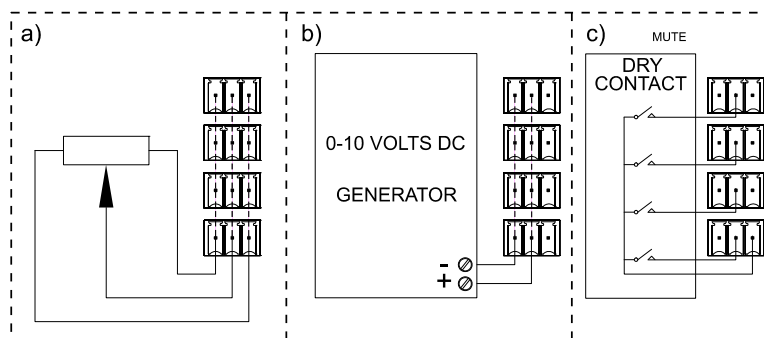 a)
b)
0-10 VOLTS DC
GENERATOR
-
+
c)
MUTE
DRY
CONTACT